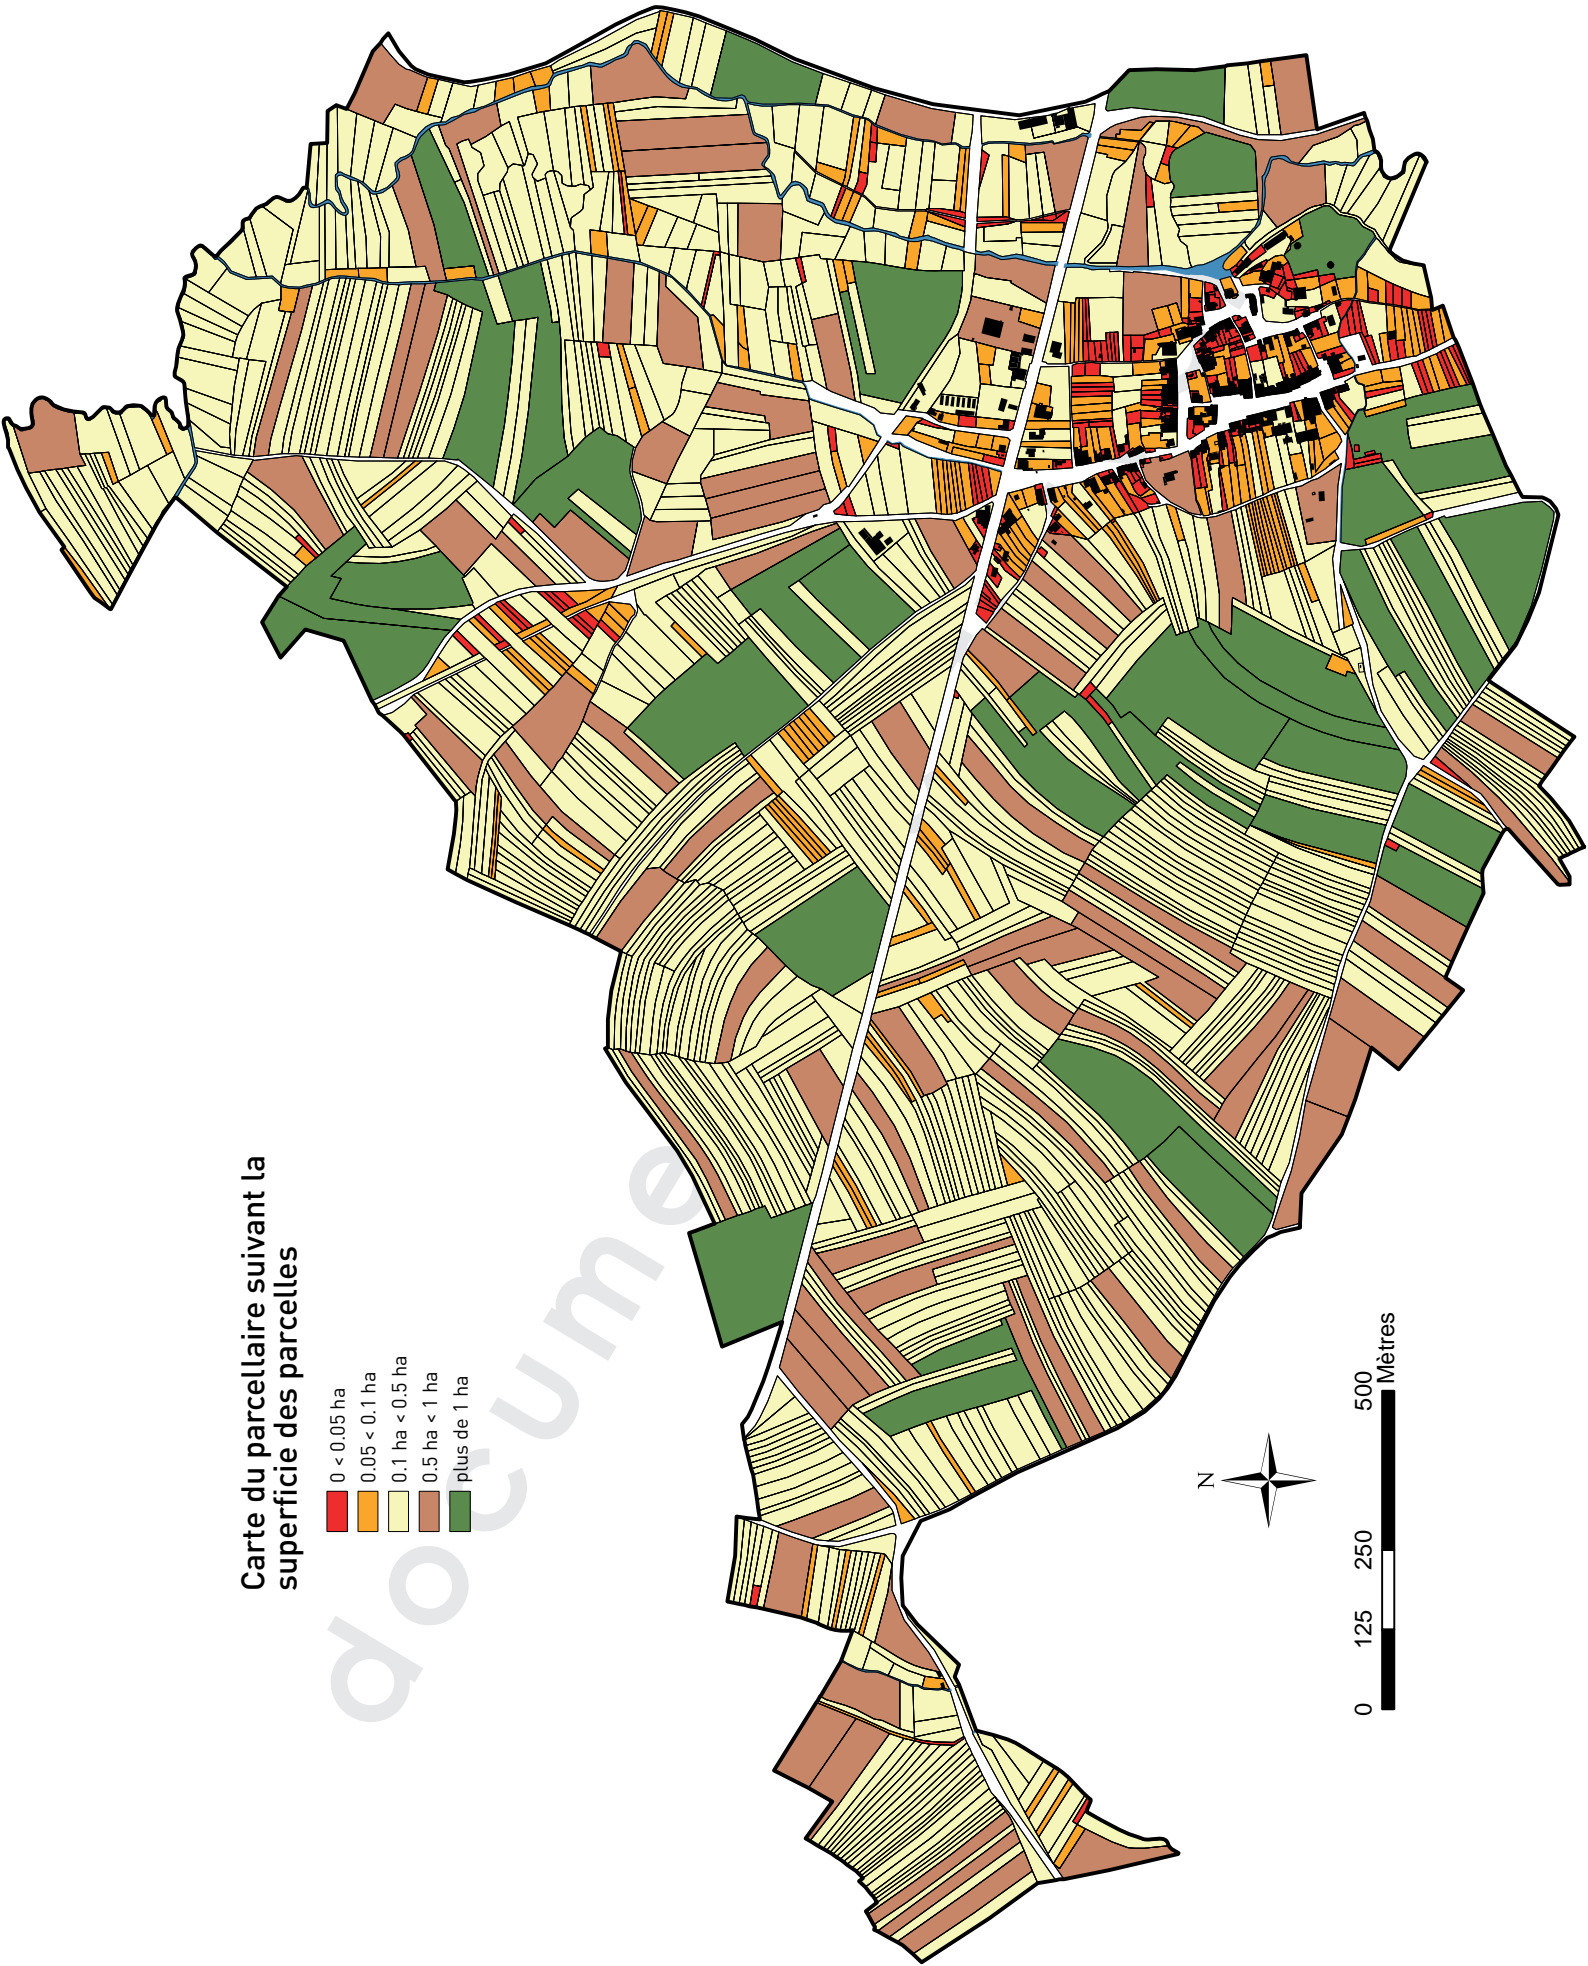 Carte du parcellaire suivant la
superficie des parcelles
0 < 0.05 ha
0.05 < 0.1 ha
0.1 ha < 0.5 ha
0.5 ha < 1 ha
plus de 1 ha
docume
N
0 125 250 500
Mètres